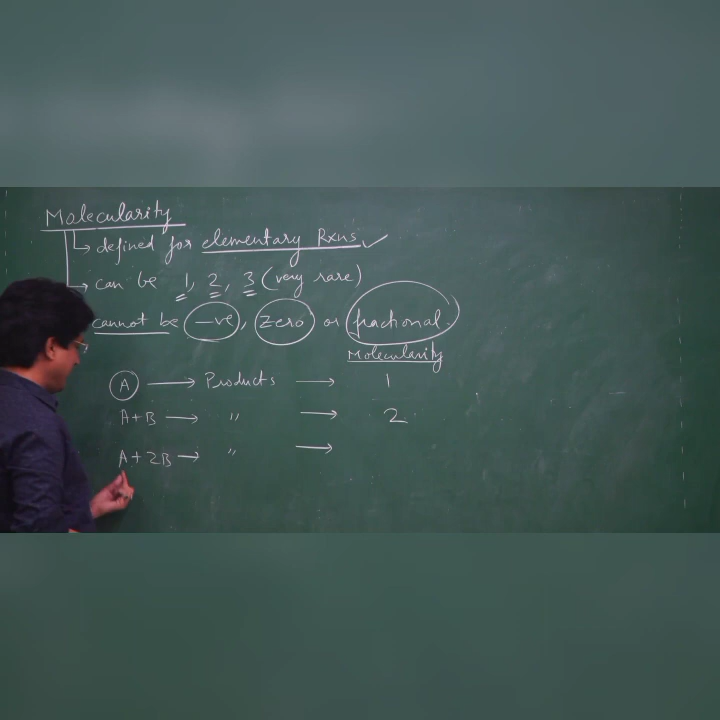 Molecularity
→ defined for elementary Rxns ✓
→ can be 1, 2, 3 (very rare)
cannot be -ve, zero or fractional.
Molecularity
A → Products → 1
A+B → " → 2
A+2B → " →